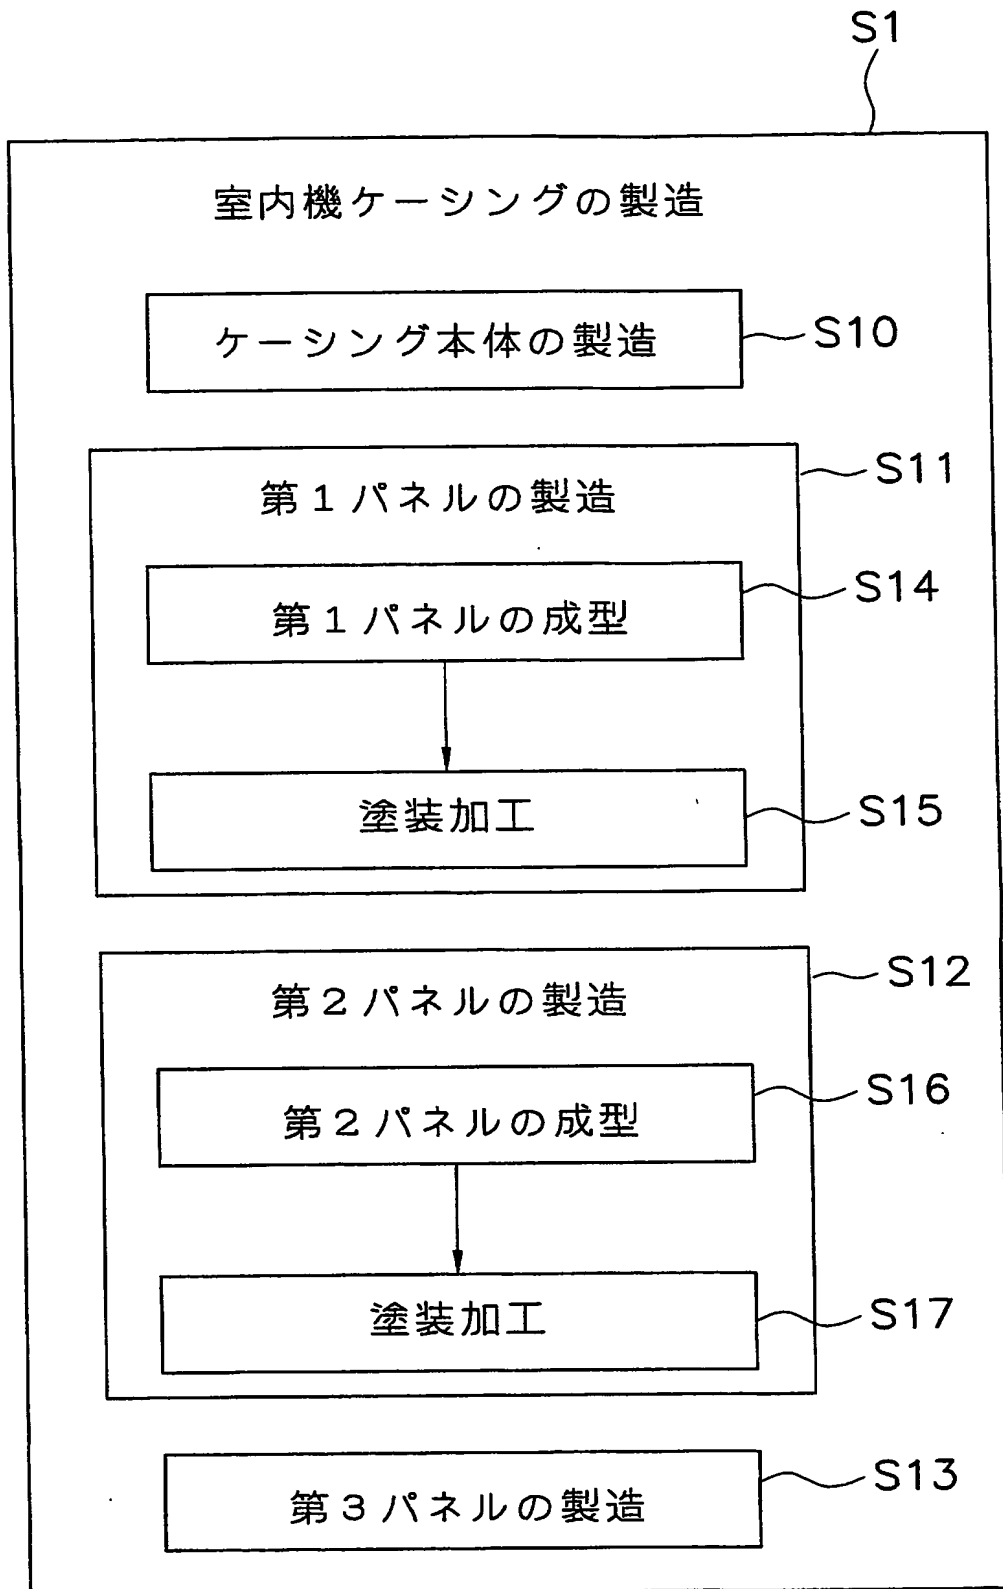 S1
室内機ケーシングの製造
ケーシング本体の製造
S10
第1パネルの製造
S11
第1パネルの成型
S14
塗装加工
S15
第2パネルの製造
S12
第2パネルの成型
S16
塗装加工
S17
第3パネルの製造
S13